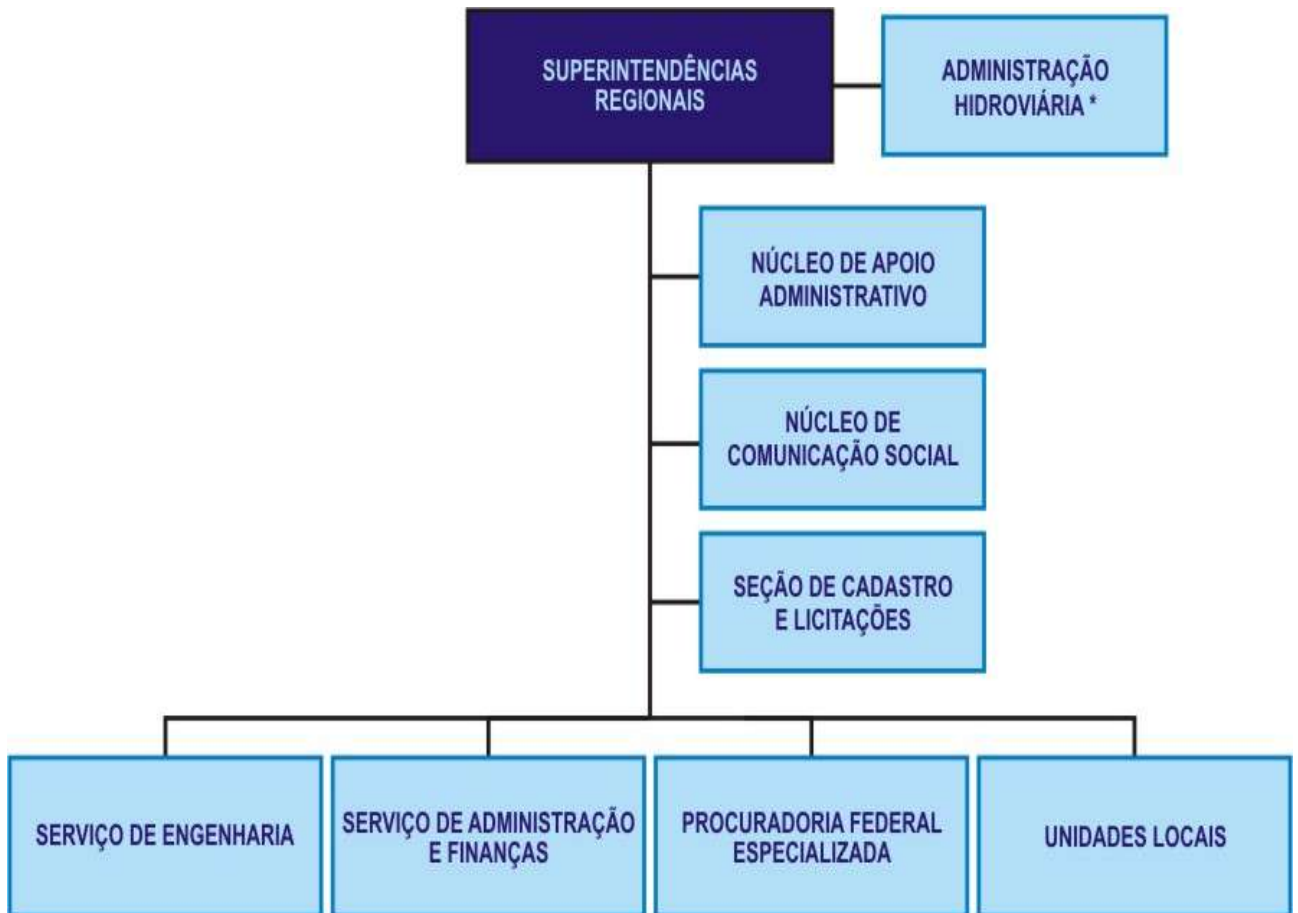 SUPERINTENDÊNCIAS
REGIONAIS
ADMINISTRAÇÃO
HIDROVIÁRIA *
NÚCLEO DE APOIO
ADMINISTRATIVO
NÚCLEO DE
COMUNICAÇÃO SOCIAL
SEÇÃO DE CADASTRO
E LICITAÇÕES
SERVIÇO DE ENGENHARIA
SERVIÇO DE ADMINISTRAÇÃO
E FINANÇAS
PROCURADORIA FEDERAL
ESPECIALIZADA
UNIDADES LOCAIS